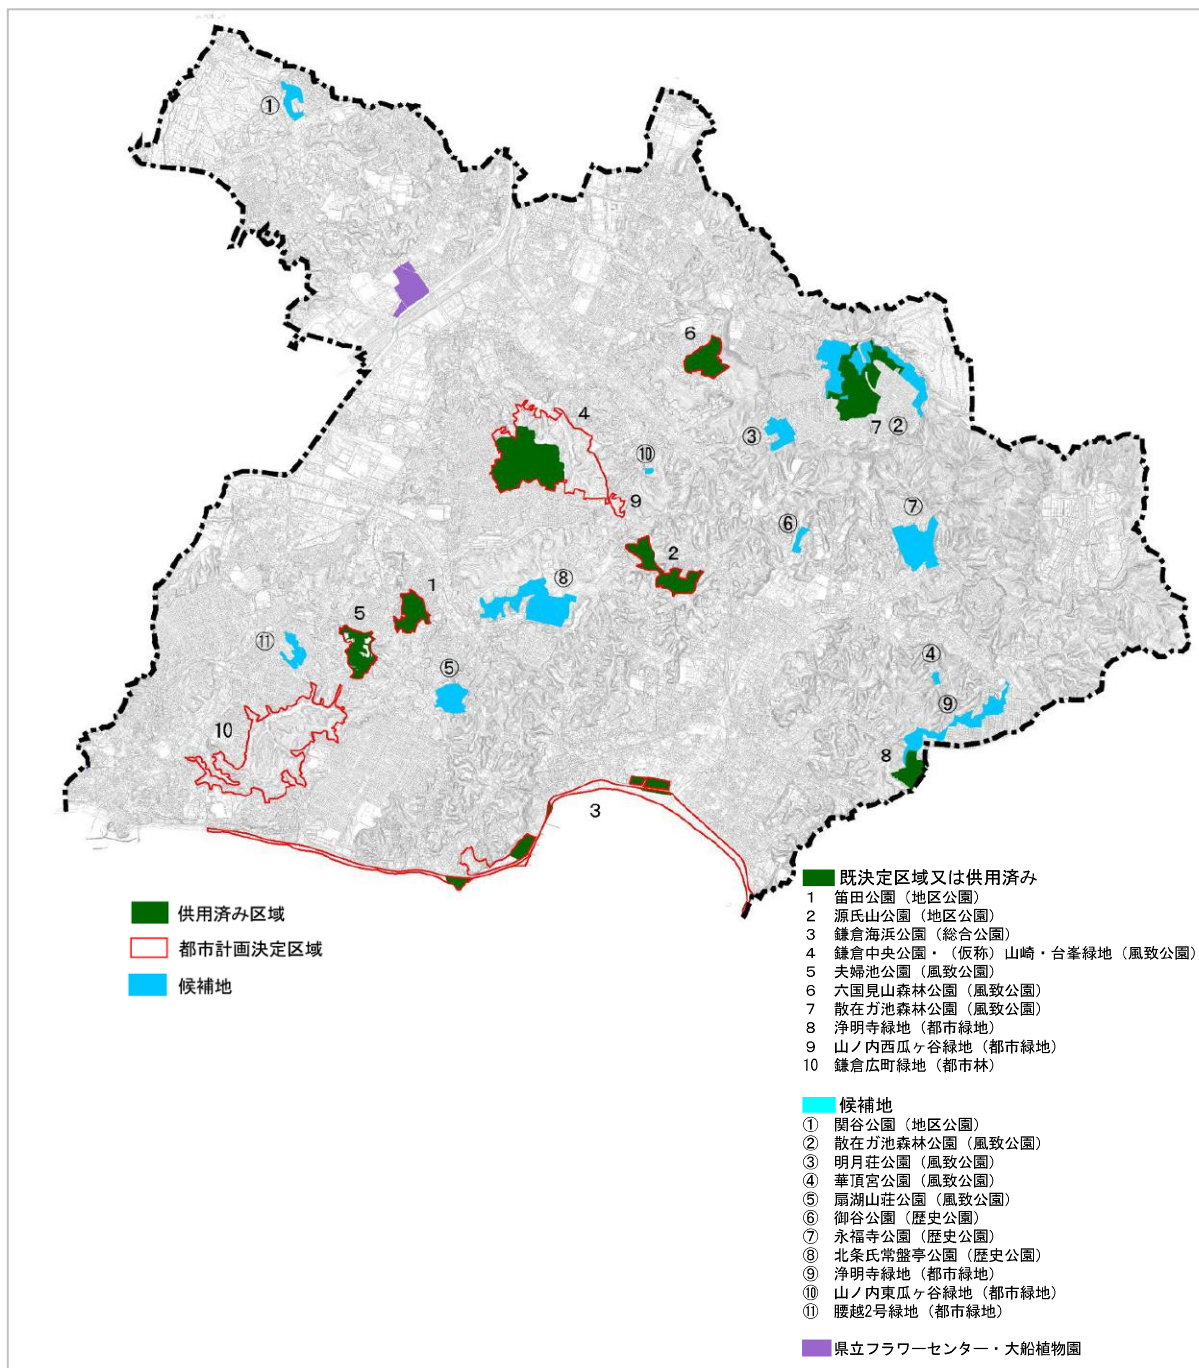 ①
6
4
③
7 ②
⑩
9
⑦
⑥
2
⑧
1
5
⑪
⑤
④
10
⑨
8
3
供用済み区域
都市計画決定区域
候補地
既決定区域又は供用済み
1 笛田公園（地区公園）
2 源氏山公園（地区公園）
3 鎌倉海浜公園（総合公園）
4 鎌倉中央公園・（仮称）山崎・台峯緑地（風致公園）
5 夫婦池公園（風致公園）
6 六国見山森林公園（風致公園）
7 散在ガ池森林公園（風致公園）
8 浄明寺緑地（都市緑地）
9 山ノ内西瓜ヶ谷緑地（都市緑地）
10 鎌倉広町緑地（都市林）
候補地
① 関谷公園（地区公園）
② 散在ガ池森林公園（風致公園）
③ 明月荘公園（風致公園）
④ 華頂宮公園（風致公園）
⑤ 扇湖山荘公園（風致公園）
⑥ 御谷公園（歴史公園）
⑦ 永福寺公園（歴史公園）
⑧ 北条氏常盤亭公園（歴史公園）
⑨ 浄明寺緑地（都市緑地）
⑩ 山ノ内東瓜ヶ谷緑地（都市緑地）
⑪ 腰越2号緑地（都市緑地）
県立フラワーセンター・大船植物園